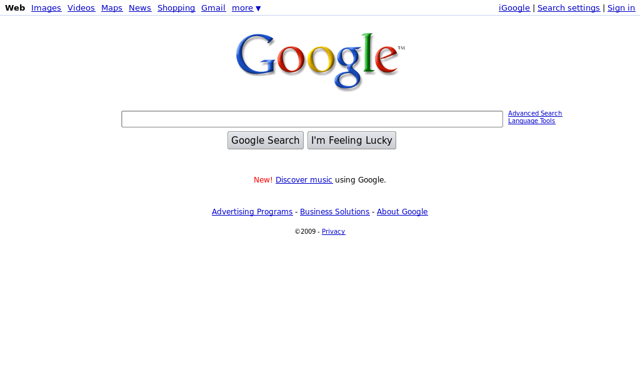 Web Images Videos Maps News Shopping Gmail more ▼ iGoogle | Search settings | Sign in
Google™
Advanced Search
Language Tools
Google Search I'm Feeling Lucky
New! Discover music using Google.
Advertising Programs - Business Solutions - About Google
©2009 - Privacy